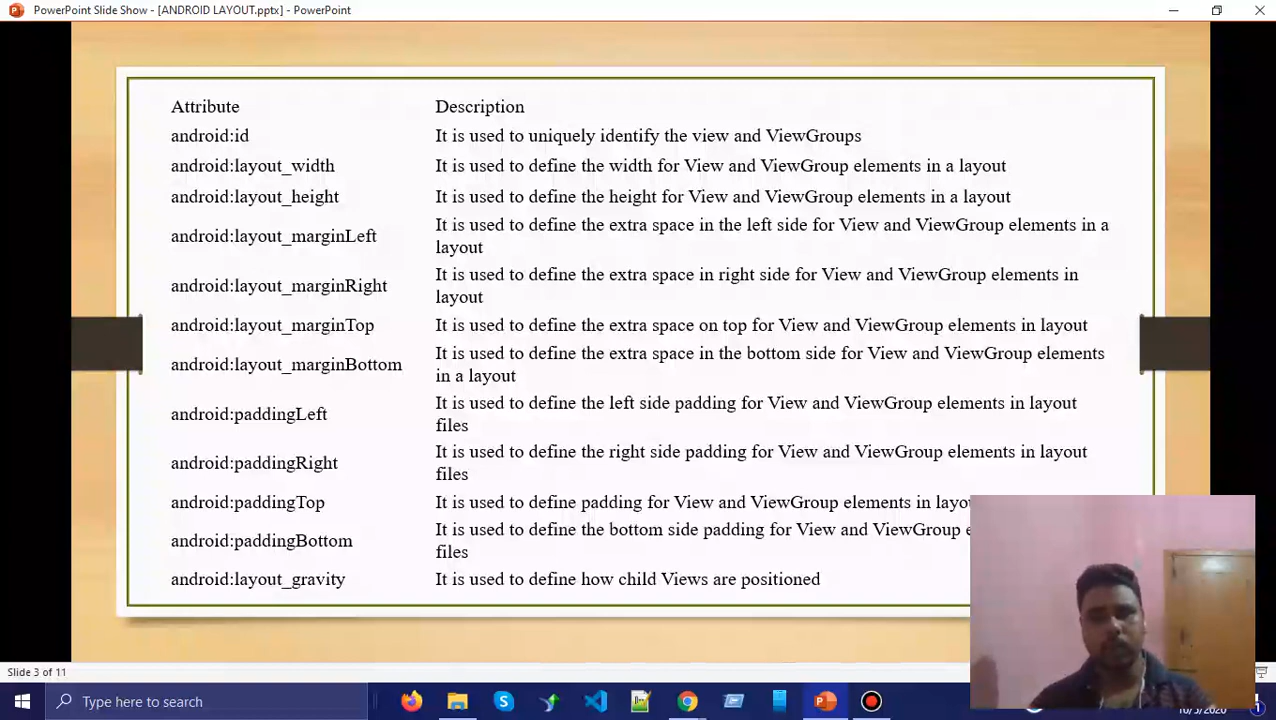 PowerPoint Slide Show - [ANDROID LAYOUT.pptx] - PowerPoint
Attribute Description
android:id It is used to uniquely identify the view and ViewGroups
android:layout_width It is used to define the width for View and ViewGroup elements in a layout
android:layout_height It is used to define the height for View and ViewGroup elements in a layout
android:layout_marginLeft It is used to define the extra space in the left side for View and ViewGroup elements in a
layout
android:layout_marginRight It is used to define the extra space in right side for View and ViewGroup elements in
layout
android:layout_marginTop It is used to define the extra space on top for View and ViewGroup elements in layout
android:layout_marginBottom It is used to define the extra space in the bottom side for View and ViewGroup elements
in a layout
android:paddingLeft It is used to define the left side padding for View and ViewGroup elements in layout
files
android:paddingRight It is used to define the right side padding for View and ViewGroup elements in layout
files
android:paddingTop It is used to define padding for View and ViewGroup elements in
android:paddingBottom It is used to define the bottom side padding for View and ViewGroup
files
android:layout_gravity It is used to define how child Views are positioned
Slide 3 of 11
Type here to search